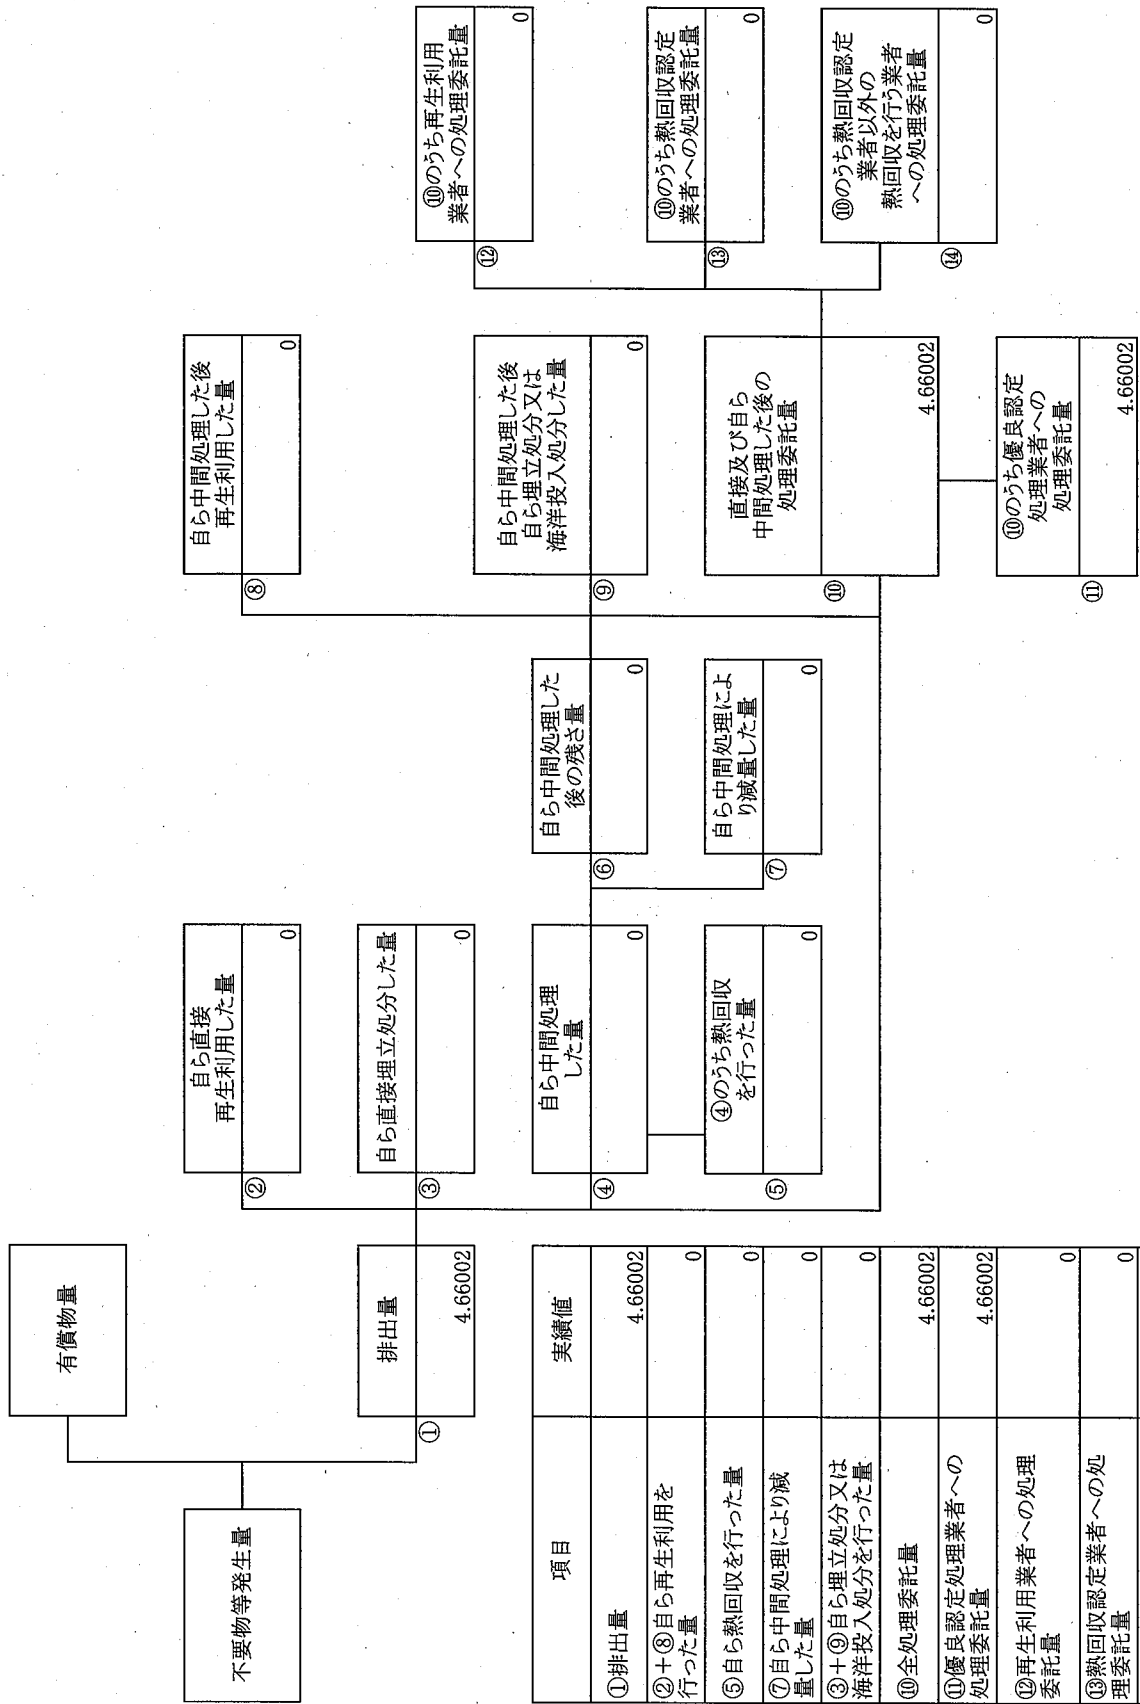 不要物等発生量
有償物量
①
排出量
4.66002
②
自ら直接
再生利用した量
0
③
自ら直接埋立処分した量
0
④
自ら中間処理
した量
0
⑤
④のうち熱回収
を行った量
0
⑥
自ら中間処理した
後の残さ量
0
⑦
自ら中間処理によ
り減量した量
0
⑧
自ら中間処理した後
再生利用した量
0
⑨
自ら中間処理した後
自ら埋立処分又は
海洋投入処分した量
0
⑩
直接及び自ら
中間処理した後の
処理委託量
4.66002
⑪
⑩のうち優良認定
処理業者への
処理委託量
4.66002
⑫
⑩のうち再生利用
業者への処理委託量
0
⑬
⑩のうち熱回収認定
業者への処理委託量
0
⑭
⑩のうち熱回収認定
業者以外の
熱回収を行う業者
への処理委託量
0
項目
実績値
①排出量
4.66002
②+⑧自ら再生利用を
行った量
0
⑤自ら熱回収を行った量
0
⑦自ら中間処理により減
量した量
0
③+⑨自ら埋立処分又は
海洋投入処分を行った量
0
⑩全処理委託量
4.66002
⑪優良認定処理業者への
処理委託量
4.66002
⑫再生利用業者への処理
委託量
0
⑬熱回収認定業者への処
理委託量
0